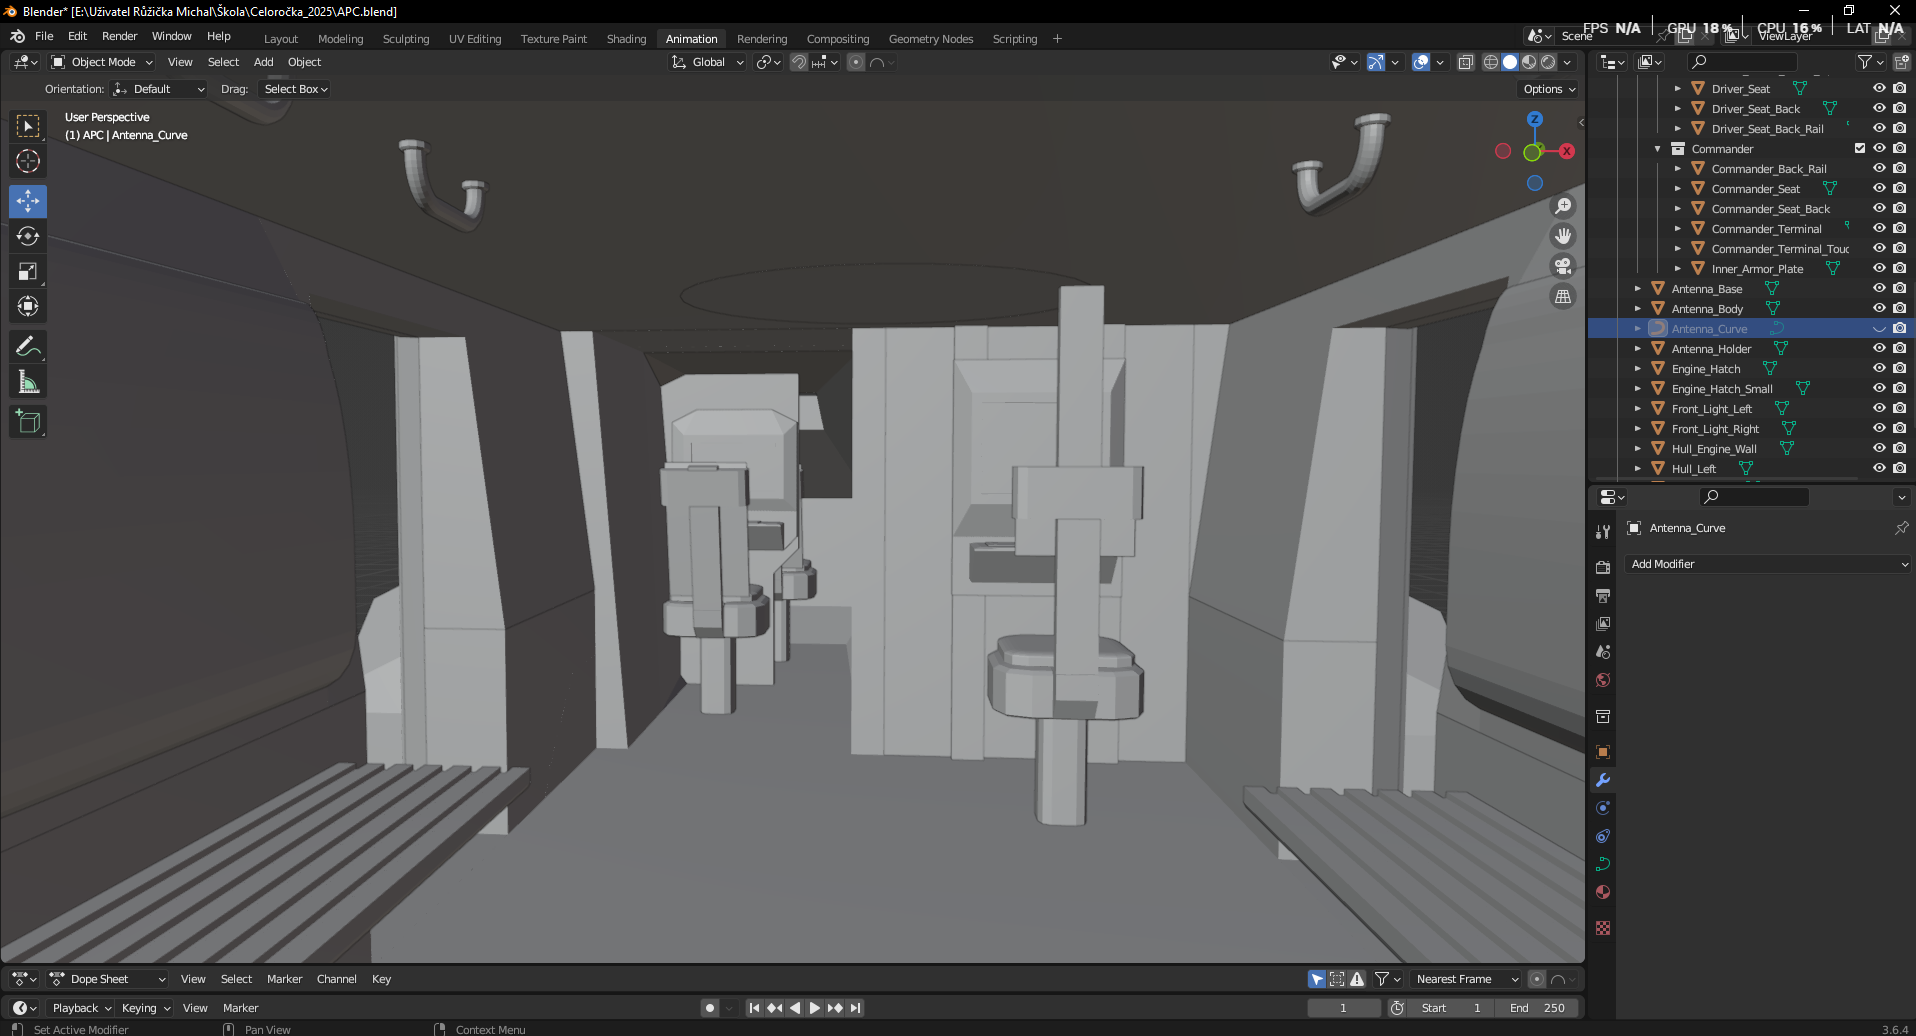 Blender* [E:\Uživatel Růžička Michal\Škola\Celoročka_2025\APC.blend]
FPS N/A GPU 18 % CPU 16 % LAT N/A
File Edit Render Window Help Layout Modeling Sculpting UV Editing Texture Paint Shading Animation Rendering Compositing Geometry Nodes Scripting + Scene ViewLayer
Object Mode View Select Add Object Global
Orientation: Default Drag: Select Box Options
User Perspective
(1) APC | Antenna_Curve
Z
X
Driver_Seat
Driver_Seat_Back
Driver_Seat_Back_Rail
Commander
Commander_Back_Rail
Commander_Seat
Commander_Seat_Back
Commander_Terminal
Commander_Terminal_Touc
Inner_Armor_Plate
Antenna_Base
Antenna_Body
Antenna_Curve
Antenna_Holder
Engine_Hatch
Engine_Hatch_Small
Front_Light_Left
Front_Light_Right
Hull_Engine_Wall
Hull_Left
Antenna_Curve
Add Modifier
Dope Sheet View Select Marker Channel Key Nearest Frame
Playback Keying View Marker 1 Start 1 End 250
Set Active Modifier Pan View Context Menu 3.6.4